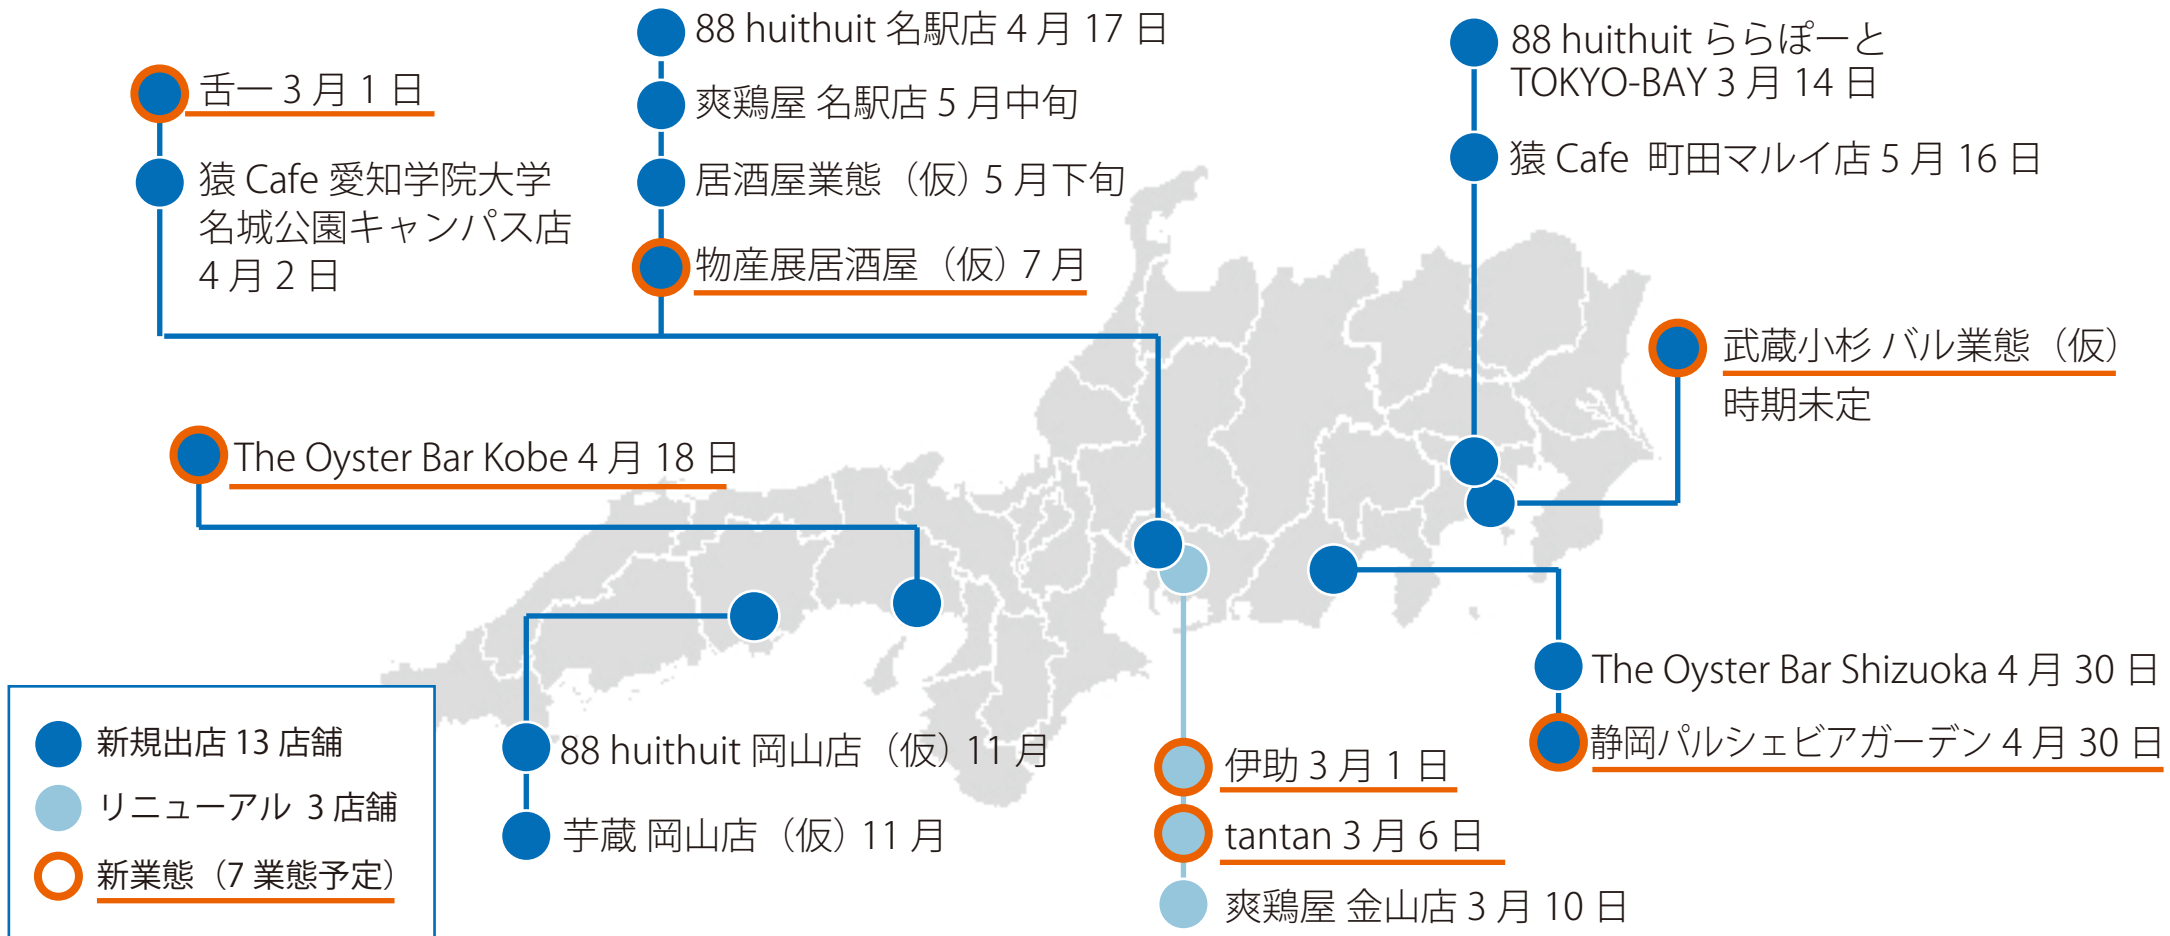 舌一 3 月 1 日
猿 Cafe 愛知学院大学
名城公園キャンパス店
4 月 2 日
88 huithuit 名駅店 4 月 17 日
爽鶏屋 名駅店 5 月中旬
居酒屋業態（仮）5 月下旬
物産展居酒屋（仮）7 月
88 huithuit ららぽーと
TOKYO-BAY 3 月 14 日
猿 Cafe 町田マルイ店 5 月 16 日
武蔵小杉 バル業態（仮）
時期未定
The Oyster Bar Kobe 4 月 18 日
The Oyster Bar Shizuoka 4 月 30 日
静岡パルシェビアガーデン 4 月 30 日
88 huithuit 岡山店（仮）11 月
芋蔵 岡山店（仮）11 月
伊助 3 月 1 日
tantan 3 月 6 日
爽鶏屋 金山店 3 月 10 日
新規出店 13 店舗
リニューアル 3 店舗
新業態（7 業態予定）